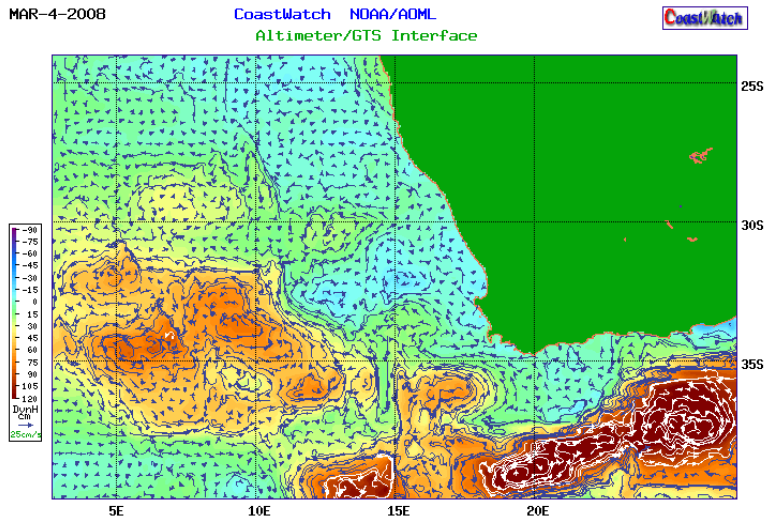 MAR-4-2008
CoastWatch NOAA/AOML
Altimeter/GTS Interface
CoastWatch
25S
30S
35S
-90
-75
-60
-45
-30
-15
0
15
30
45
60
75
90
105
120
DynH
cm
25cm/s
5E
10E
15E
20E